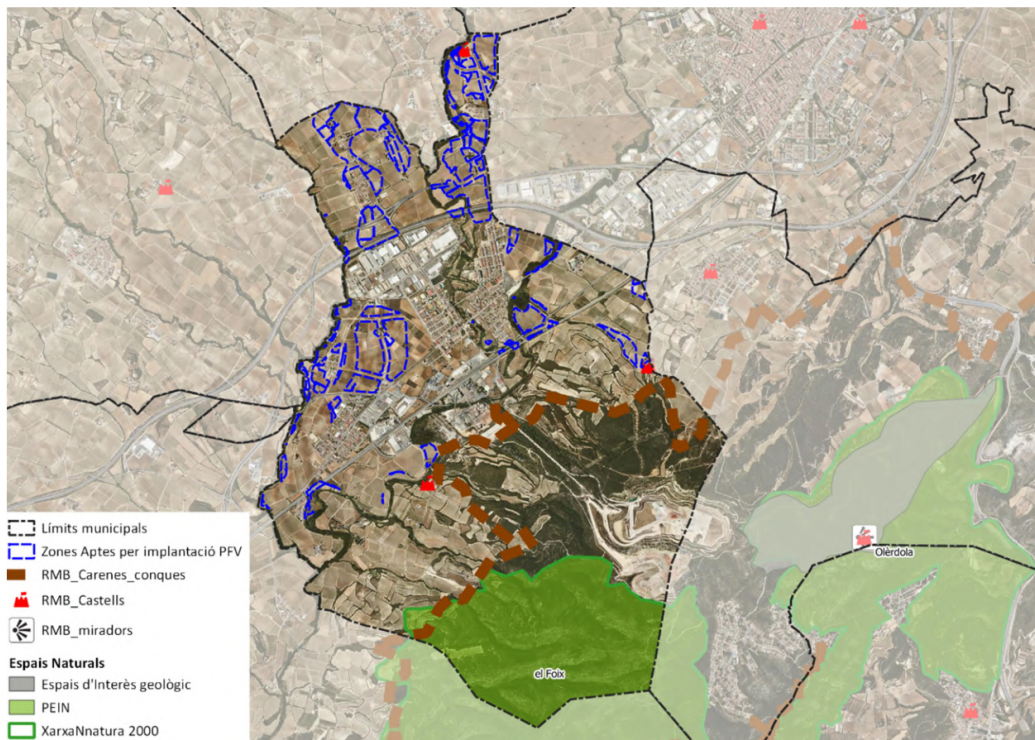 Olèrdola
el Foix
Límits municipals
Zones Aptes per implantació PFV
RMB_Carenes_conques
RMB_Castells
RMB_miradors
Espais Naturals
Espais d'Interès geològic
PEIN
XarxaNnatura 2000